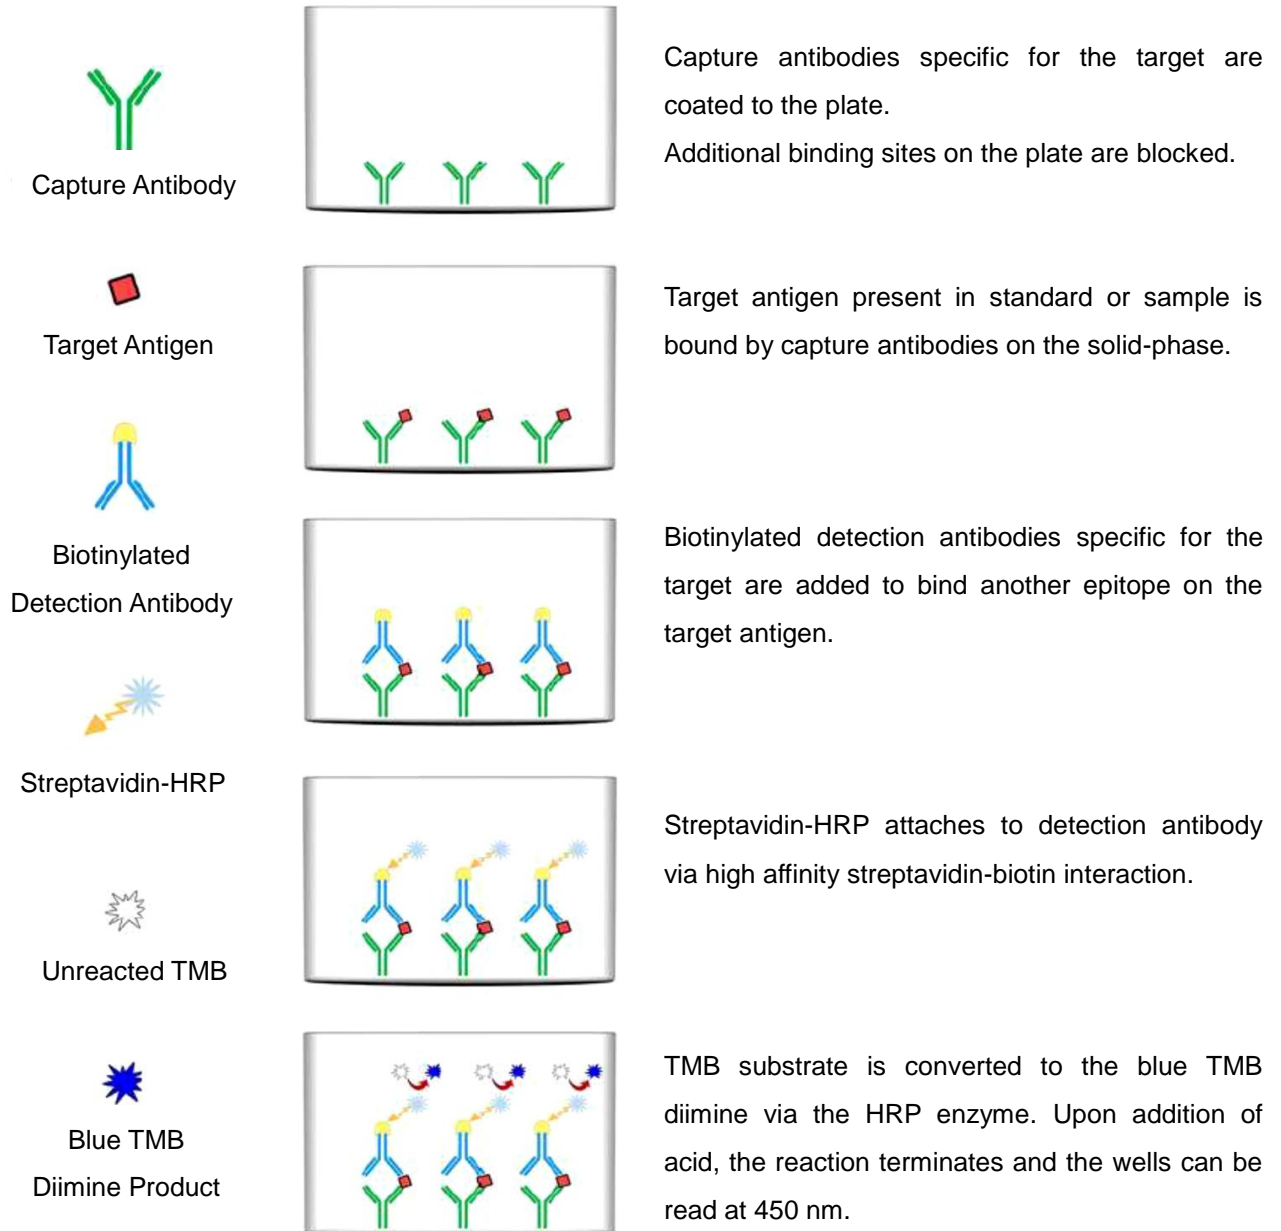 Capture Antibody
Capture antibodies specific for the target are
coated to the plate.
Additional binding sites on the plate are blocked.
Target Antigen
Target antigen present in standard or sample is
bound by capture antibodies on the solid-phase.
Biotinylated
Detection Antibody
Biotinylated detection antibodies specific for the
target are added to bind another epitope on the
target antigen.
Streptavidin-HRP
Streptavidin-HRP attaches to detection antibody
via high affinity streptavidin-biotin interaction.
Unreacted TMB
Blue TMB
Diimine Product
TMB substrate is converted to the blue TMB
diimine via the HRP enzyme. Upon addition of
acid, the reaction terminates and the wells can be
read at 450 nm.